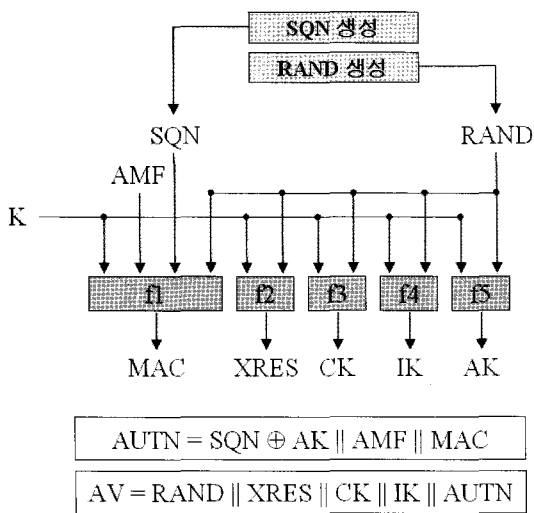 SQN 생성
RAND 생성
SQN
RAND
AMF
K
f1 f2 f3 f4 f5
MAC XRES CK IK AK
AUTN = SQN ⊕ AK || AMF || MAC
AV = RAND || XRES || CK || IK || AUTN